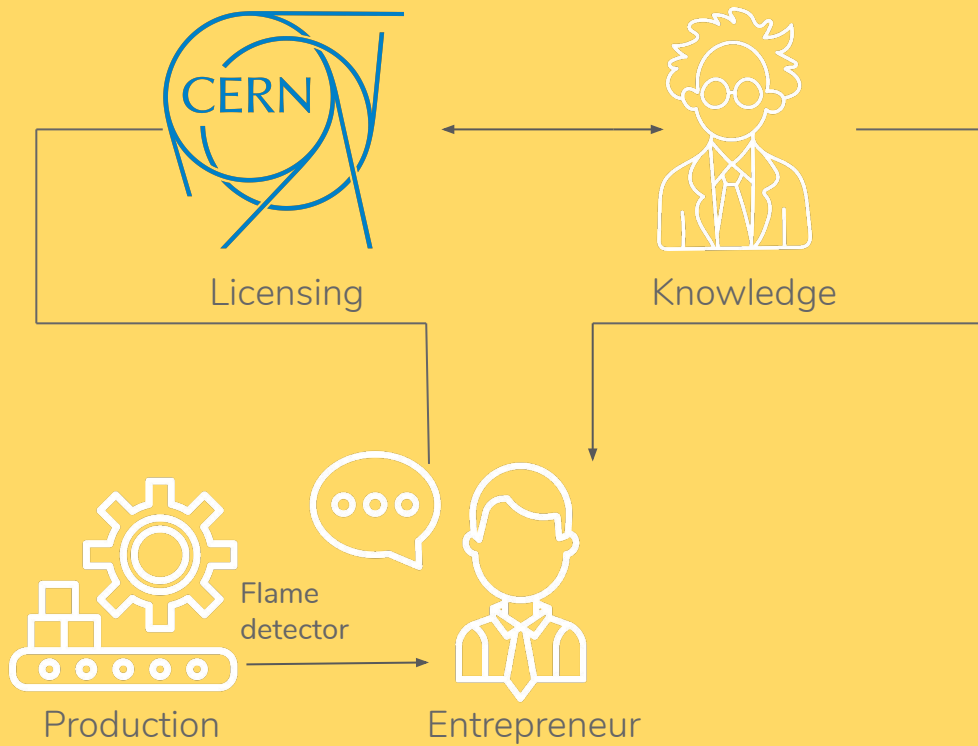 CERN
Licensing
Knowledge
Flame
detector
Production
Entrepreneur